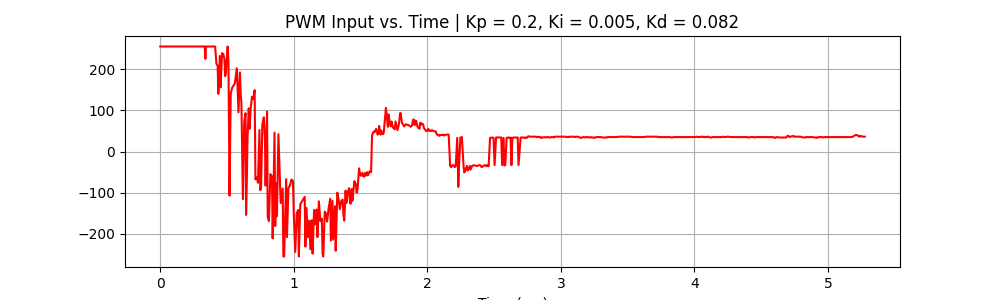 PWM Input vs. Time | Kp = 0.2, Ki = 0.005, Kd = 0.082
200
100
0
−100
−200
0 1 2 3 4 5